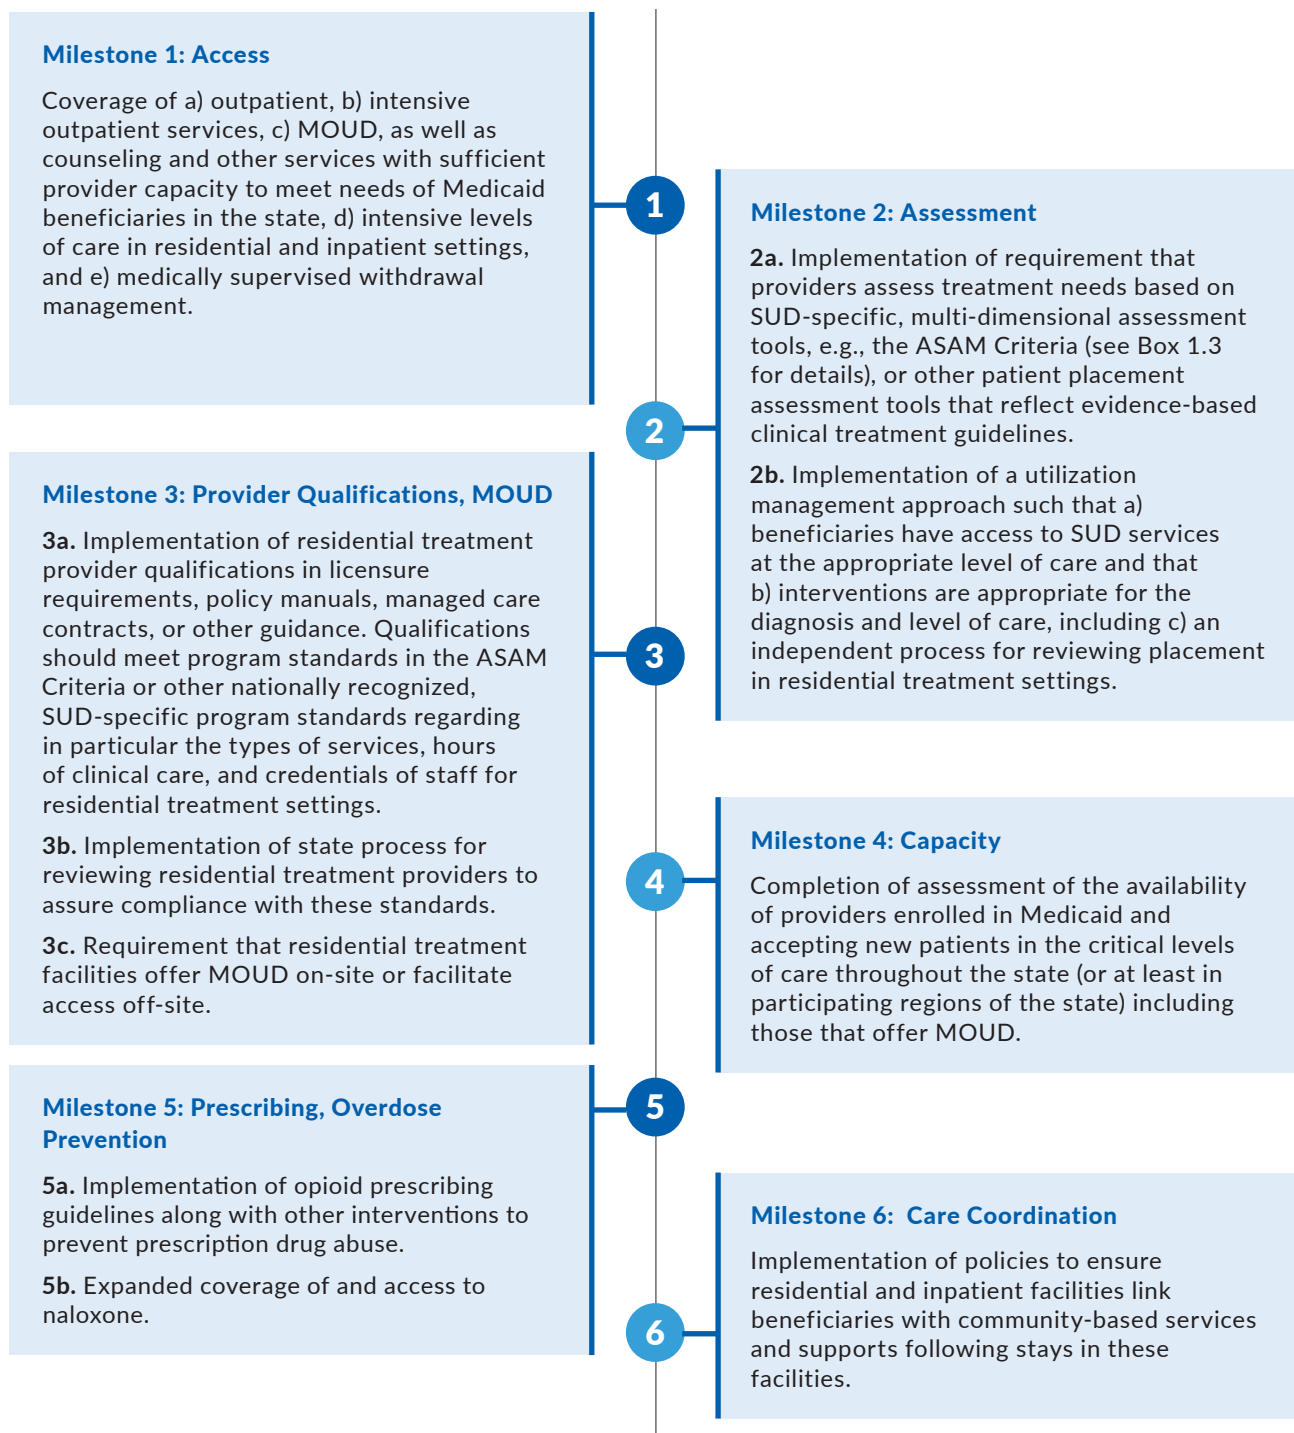 Milestone 1: Access
Coverage of a) outpatient, b) intensive
outpatient services, c) MOUD, as well as
counseling and other services with sufficient
provider capacity to meet needs of Medicaid
beneficiaries in the state, d) intensive levels
of care in residential and inpatient settings,
and e) medically supervised withdrawal
management.
1
Milestone 2: Assessment
2a. Implementation of requirement that
providers assess treatment needs based on
SUD-specific, multi-dimensional assessment
tools, e.g., the ASAM Criteria (see Box 1.3
for details), or other patient placement
assessment tools that reflect evidence-based
clinical treatment guidelines.
2b. Implementation of a utilization
management approach such that a)
beneficiaries have access to SUD services
at the appropriate level of care and that
b) interventions are appropriate for the
diagnosis and level of care, including c) an
independent process for reviewing placement
in residential treatment settings.
2
Milestone 3: Provider Qualifications, MOUD
3a. Implementation of residential treatment
provider qualifications in licensure
requirements, policy manuals, managed care
contracts, or other guidance. Qualifications
should meet program standards in the ASAM
Criteria or other nationally recognized,
SUD-specific program standards regarding
in particular the types of services, hours
of clinical care, and credentials of staff for
residential treatment settings.
3b. Implementation of state process for
reviewing residential treatment providers to
assure compliance with these standards.
3c. Requirement that residential treatment
facilities offer MOUD on-site or facilitate
access off-site.
3
Milestone 4: Capacity
Completion of assessment of the availability
of providers enrolled in Medicaid and
accepting new patients in the critical levels
of care throughout the state (or at least in
participating regions of the state) including
those that offer MOUD.
4
Milestone 5: Prescribing, Overdose
Prevention
5a. Implementation of opioid prescribing
guidelines along with other interventions to
prevent prescription drug abuse.
5b. Expanded coverage of and access to
naloxone.
5
Milestone 6: Care Coordination
Implementation of policies to ensure
residential and inpatient facilities link
beneficiaries with community-based services
and supports following stays in these
facilities.
6